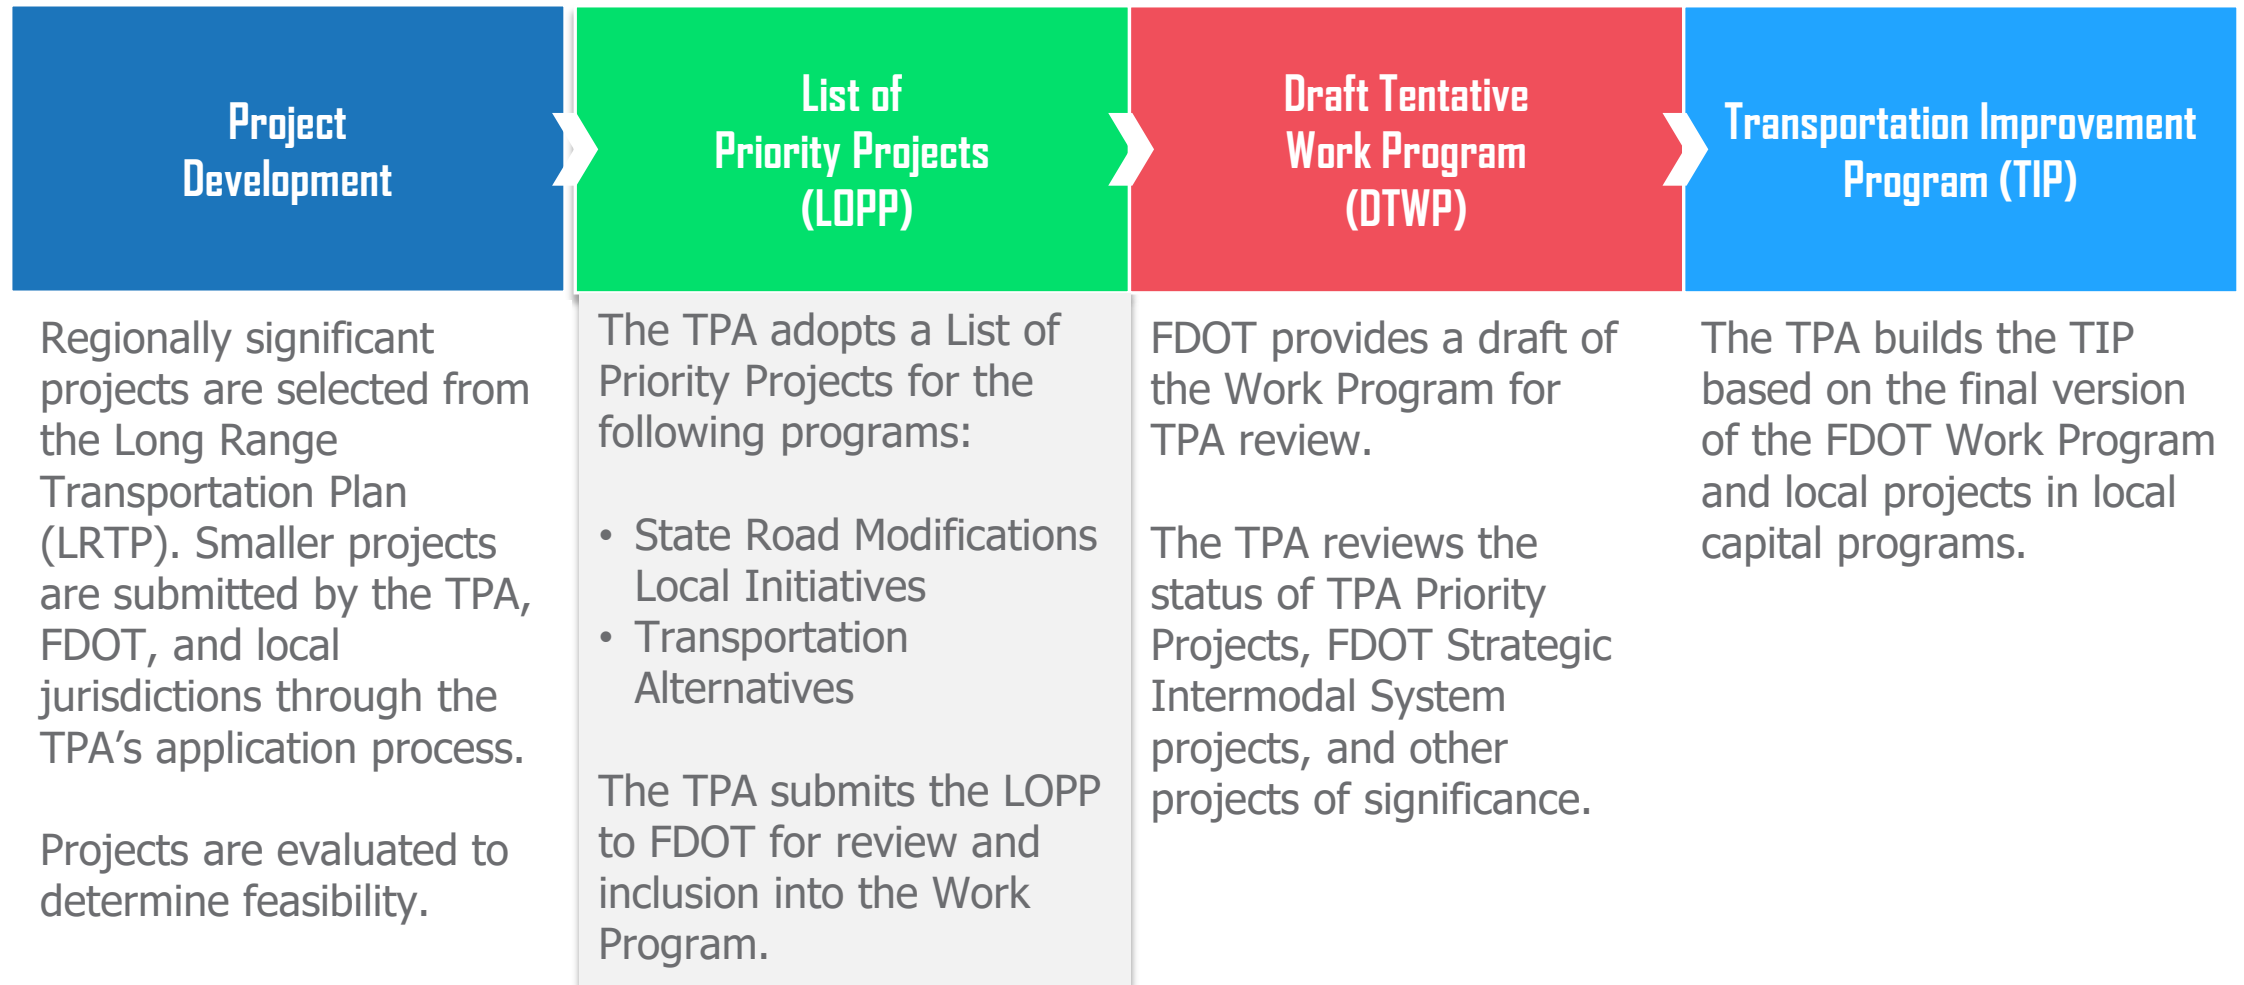 Project
Development
List of
Priority Projects
(LOPP)
Draft Tentative
Work Program
(DTWP)
Transportation Improvement
Program (TIP)
Regionally significant
projects are selected from
the Long Range
Transportation Plan
(LRTP). Smaller projects
are submitted by the TPA,
FDOT, and local
jurisdictions through the
TPA’s application process.
Projects are evaluated to
determine feasibility.
The TPA adopts a List of
Priority Projects for the
following programs:
• State Road Modifications
Local Initiatives
• Transportation
Alternatives
The TPA submits the LOPP
to FDOT for review and
inclusion into the Work
Program.
FDOT provides a draft of
the Work Program for
TPA review.
The TPA reviews the
status of TPA Priority
Projects, FDOT Strategic
Intermodal System
projects, and other
projects of significance.
The TPA builds the TIP
based on the final version
of the FDOT Work Program
and local projects in local
capital programs.